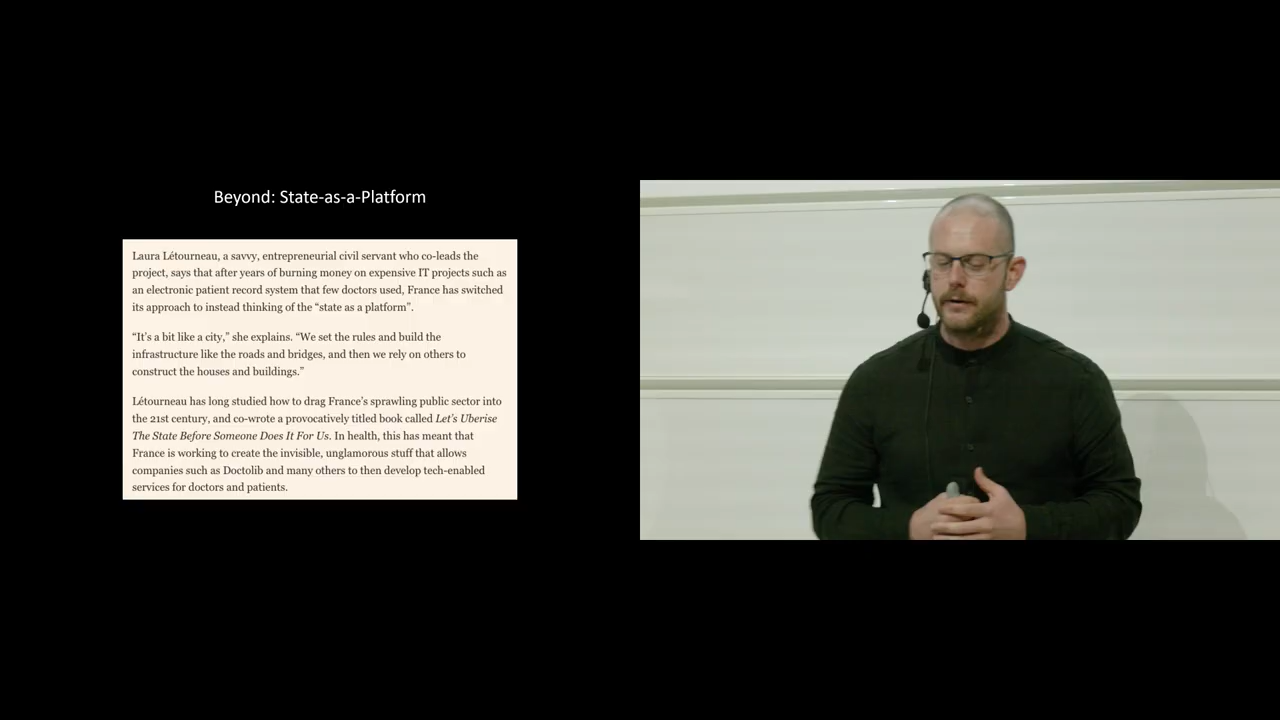 Beyond: State-as-a-Platform
Laura Létourneau, a savvy, entrepreneurial civil servant who co-leads the
project, says that after years of burning money on expensive IT projects such as
an electronic patient record system that few doctors used, France has switched
its approach to instead thinking of the “state as a platform”.
“It’s a bit like a city,” she explains. “We set the rules and build the
infrastructure like the roads and bridges, and then we rely on others to
construct the houses and buildings.”
Létourneau has long studied how to drag France’s sprawling public sector into
the 21st century, and co-wrote a provocatively titled book called Let’s Uberise
The State Before Someone Does It For Us. In health, this has meant that
France is working to create the invisible, unglamorous stuff that allows
companies such as Doctolib and many others to then develop tech-enabled
services for doctors and patients.